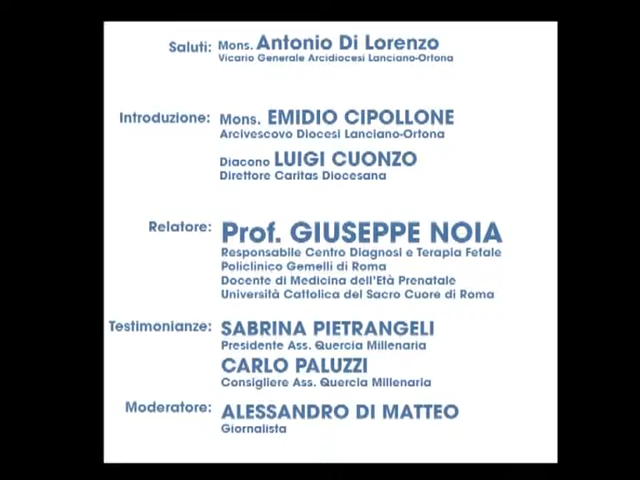 Saluti: Mons. Antonio Di Lorenzo
Vicario Generale Arcidiocesi Lanciano-Ortona
Introduzione: Mons. EMIDIO CIPOLLONE
Arcivescovo Diocesi Lanciano-Ortona
Diacono LUIGI CUONZO
Direttore Caritas Diocesana
Relatore: Prof. GIUSEPPE NOIA
Responsabile Centro Diagnosi e Terapia Fetale
Policlinico Gemelli di Roma
Docente di Medicina dell'Età Prenatale
Università Cattolica del Sacro Cuore di Roma
Testimonianze: SABRINA PIETRANGELI
Presidente Ass. Quercia Millenaria
CARLO PALUZZI
Consigliere Ass. Quercia Millenaria
Moderatore: ALESSANDRO DI MATTEO
Giornalista